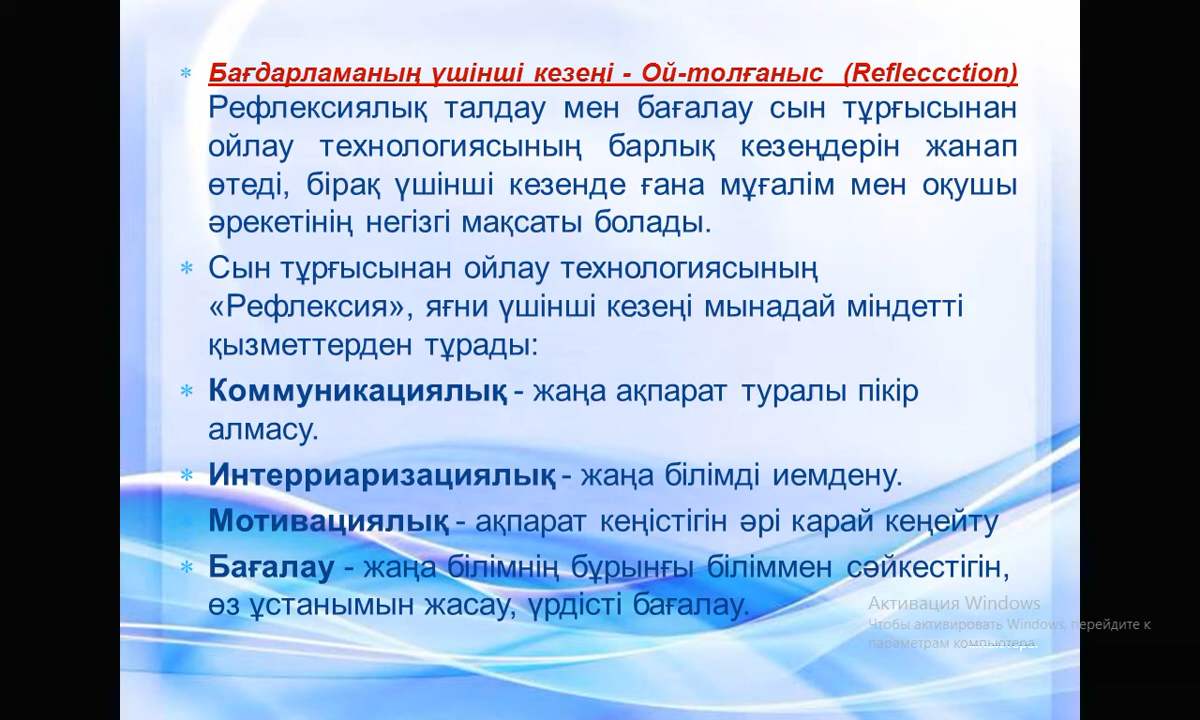 Бағдарламаның үшінші кезеңі - Ой-толғаныс (Refleccction)
Рефлексиялық талдау мен бағалау сын тұрғысынан
ойлау технологиясының барлық кезеңдерін жанап
өтеді, бірақ үшінші кезенде ғана мұғалім мен оқушы
әрекетінің негізгі мақсаты болады.
Сын тұрғысынан ойлау технологиясының
«Рефлексия», яғни үшінші кезеңі мынадай міндетті
қызметтерден тұрады:
Коммуникациялық - жаңа ақпарат туралы пікір
алмасу.
Интерриаризациялық - жаңа білімді иемдену.
Мотивациялық - ақпарат кеңістігін әрі карай кеңейту
Бағалау - жаңа білімнің бұрынғы біліммен сәйкестігін,
өз ұстанымын жасау, үрдісті бағалау.
Активация Windows
Чтобы активировать Windows, перейдите к
параметрам компьютера.